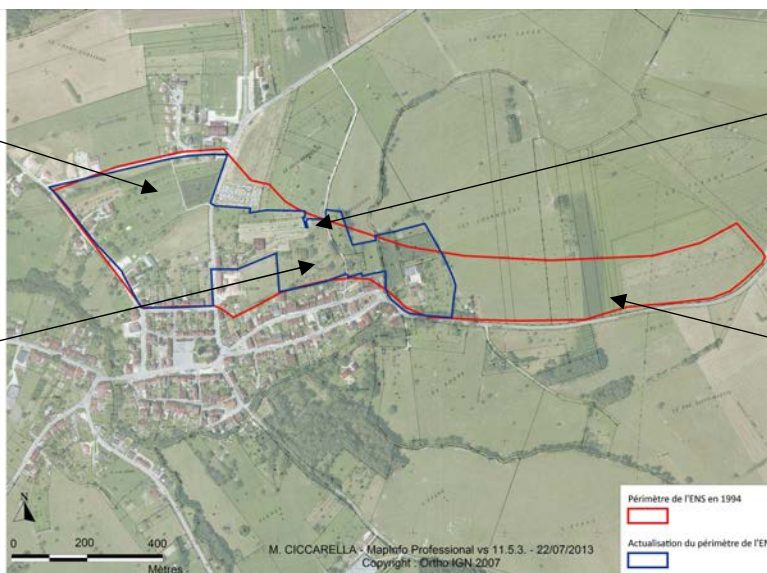 Périmètre de l'ENS en 1994
Actualisation du périmètre de l'EN
N
0 200 400
Mètres
M. CICCARELLA - MapInfo Professional vs 11.5.3. - 22/07/2013
Copyright : Ortho IGN 2007